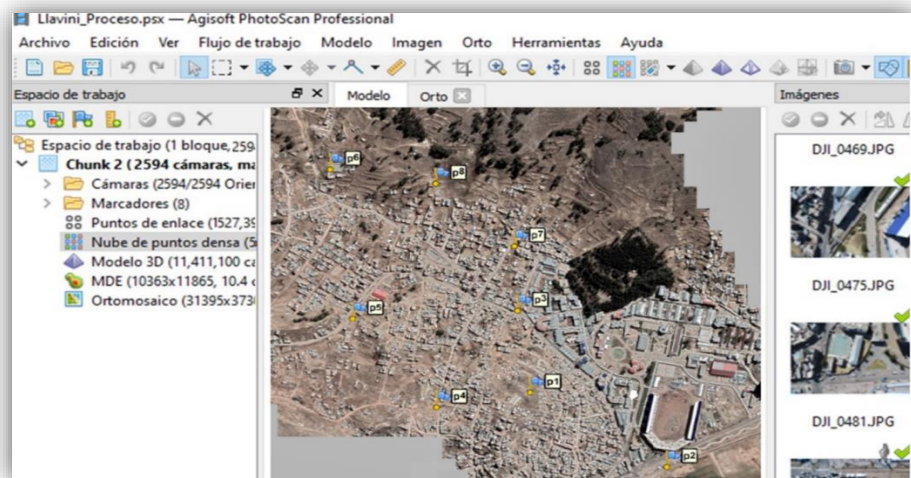 Llavini_Proceso.psx — Agisoft PhotoScan Professional
Archivo Edición Ver Flujo de trabajo Modelo Imagen Orto Herramientas Ayuda
Espacio de trabajo
Modelo Orto
Imágenes
Espacio de trabajo (1 bloque, 259
Chunk 2 (2594 cámaras, ma
Cámaras (2594/2594 Orier
Marcadores (8)
Puntos de enlace (1527,39
Nube de puntos densa (5
Modelo 3D (11,411,100 ca
MDE (10363x11865, 10.4 c
Ortomosaico (31395x373
p6
p8
p7
p3
p5
p1
p4
p2
DJI_0469.JPG
DJI_0475.JPG
DJI_0481.JPG